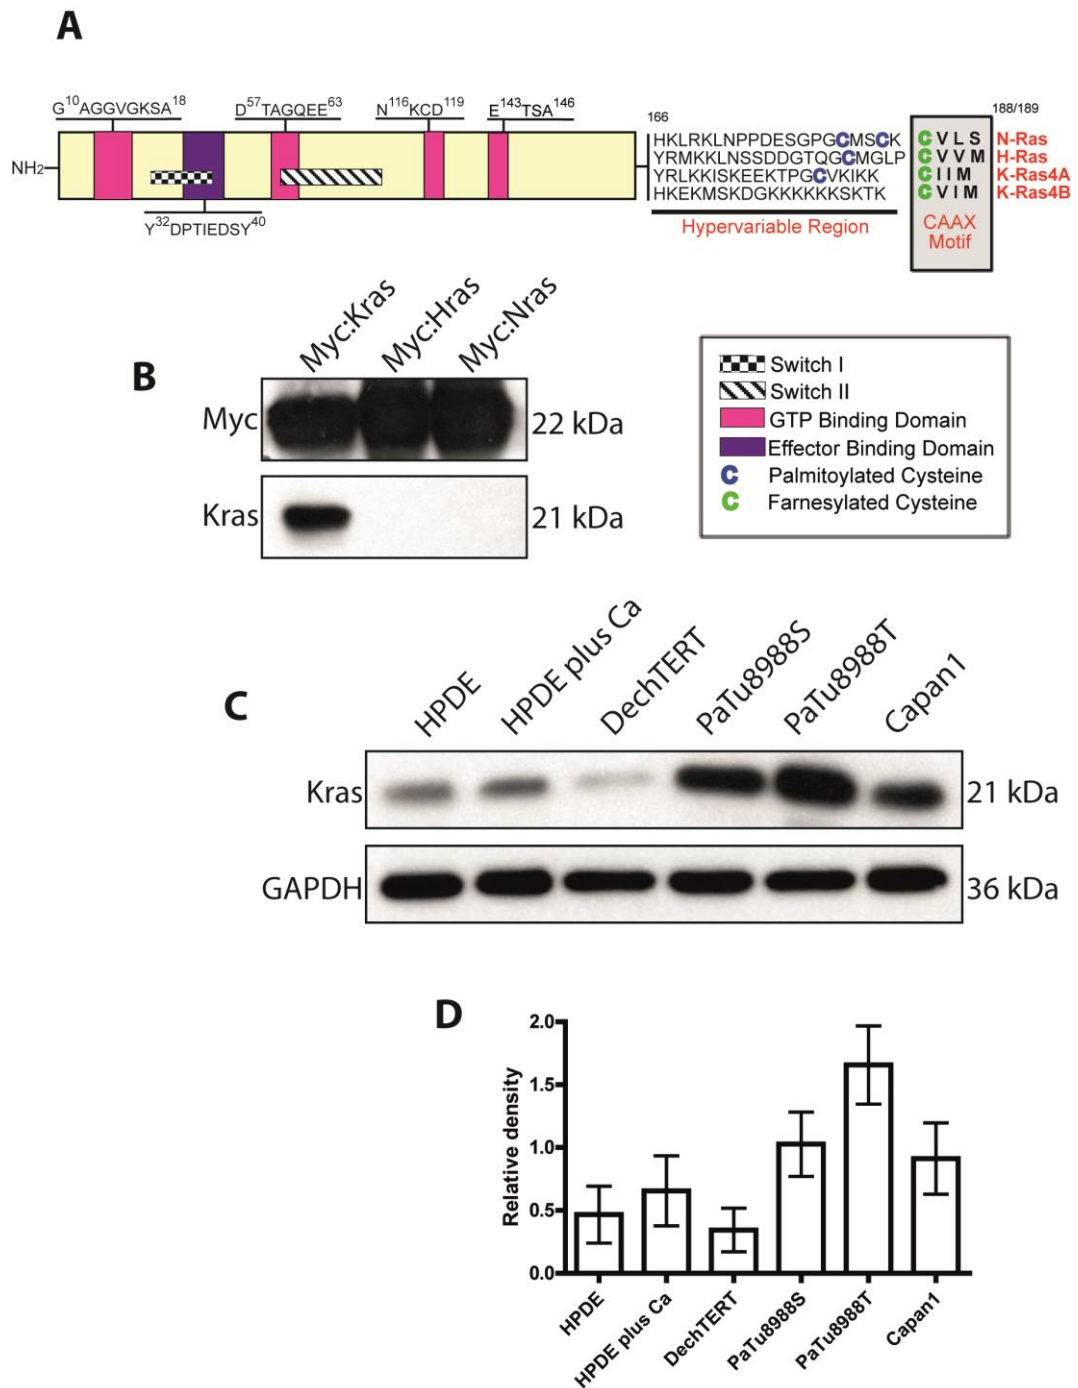 A
G¹⁰AGGVGKSA¹⁸ D⁵⁷TAGQEE⁶³ N¹¹⁶KCD¹¹⁹ E¹⁴³TSA¹⁴⁶
166 188/189
NH₂
HKLRKLNPPDESGPGCMSCK CVLS N-Ras
YRMKKLNSSDDGTQGCMGLP CVVM H-Ras
YRLKKISKEEKTPGCVKIKK CIIM K-Ras4A
HKEKMSKDGKKKKKKSKTK CVIM K-Ras4B
Y³²DPTIEDSY⁴⁰
Hypervariable Region
CAAX
Motif
B
Myc:Kras Myc:Hras Myc:Nras
Myc 22 kDa
Kras 21 kDa
Switch I
Switch II
GTP Binding Domain
Effector Binding Domain
C Palmitoylated Cysteine
C Farnesylated Cysteine
C
HPDE HPDE plus Ca DechTERT PaTu8988S PaTu8988T Capan1
Kras 21 kDa
GAPDH 36 kDa
D
Relative density
2.0
1.5
1.0
0.5
0.0
HPDE HPDE plus Ca DechTERT PaTu8988S PaTu8988T Capan1